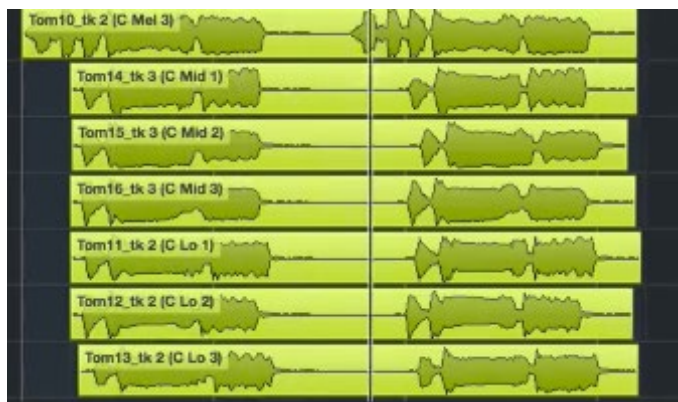 Tom10_tk 2 (C Mel 3)
Tom14_tk 3 (C Mid 1)
Tom15_tk 3 (C Mid 2)
Tom16_tk 3 (C Mid 3)
Tom11_tk 2 (C Lo 1)
Tom12_tk 2 (C Lo 2)
Tom13_tk 2 (C Lo 3)